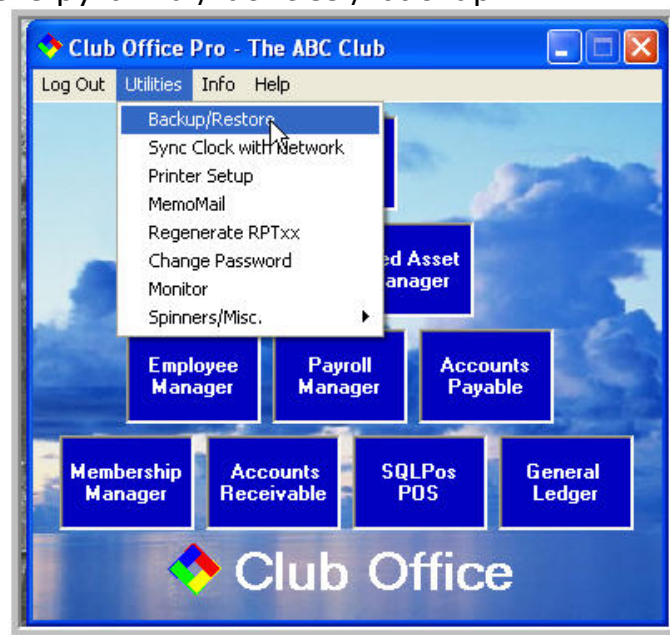 Club Office Pro - The ABC Club
Log Out Utilities Info Help
Backup/Restore
Sync Clock with Network
Printer Setup
MemoMail
Regenerate RPTxx
Change Password
Monitor
Spinners/Misc.
Asset
Employee Manager
Payroll Manager
Accounts Payable
Membership Manager
Accounts Receivable
SQLPos POS
General Ledger
Club Office